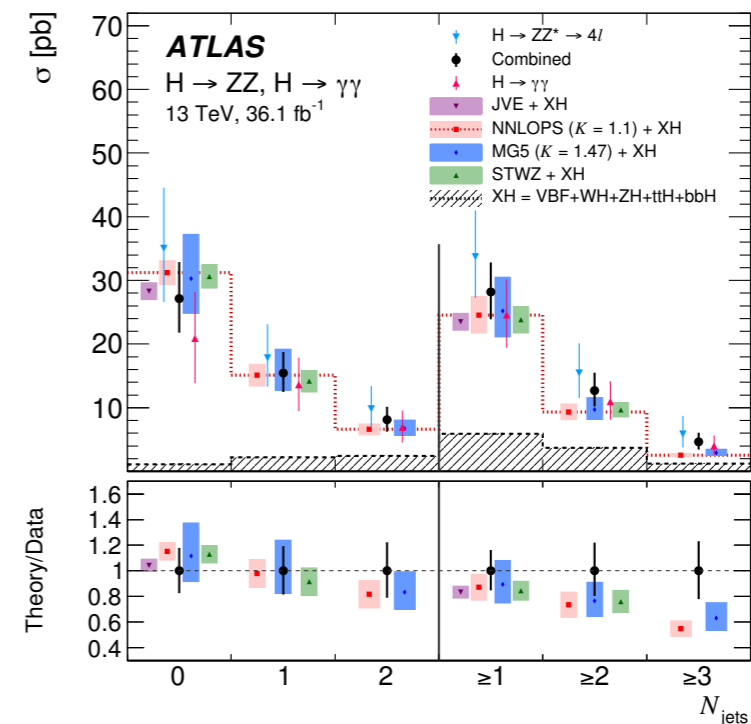 σ [pb]
70
60
50
40
30
20
10
ATLAS
H → ZZ, H → γγ
13 TeV, 36.1 fb⁻¹
H → ZZ* → 4l
Combined
H → γγ
JVE + XH
NNLOPS (K = 1.1) + XH
MG5 (K = 1.47) + XH
STWZ + XH
XH = VBF+WH+ZH+ttH+bbH
Theory/Data
1.6
1.4
1.2
1
0.8
0.6
0.4
0 1 2 ≥1 ≥2 ≥3
N_jets